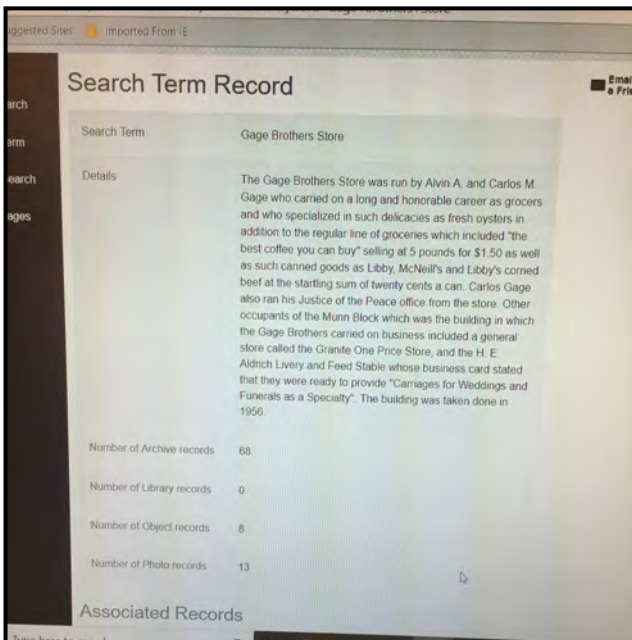 Suggested Sites Imported From IE
Search Term Record
Email
a Frie
arch
erm
earch
ages
Search Term Gage Brothers Store
Details
The Gage Brothers Store was run by Alvin A. and Carlos M.
Gage who carried on a long and honorable career as grocers
and who specialized in such delicacies as fresh oysters in
addition to the regular line of groceries which included "the
best coffee you can buy" selling at 5 pounds for $1.50 as well
as such canned goods as Libby, McNeill's and Libby's corned
beef at the startling sum of twenty cents a can. Carlos Gage
also ran his Justice of the Peace office from the store. Other
occupants of the Munn Block which was the building in which
the Gage Brothers carried on business included a general
store called the Granite One Price Store, and the H. E.
Aldrich Livery and Feed Stable whose business card stated
that they were ready to provide "Carriages for Weddings and
Funerals as a Specialty". The building was taken done in
1956.
Number of Archive records 68
Number of Library records 0
Number of Object records 8
Number of Photo records 13
Associated Records